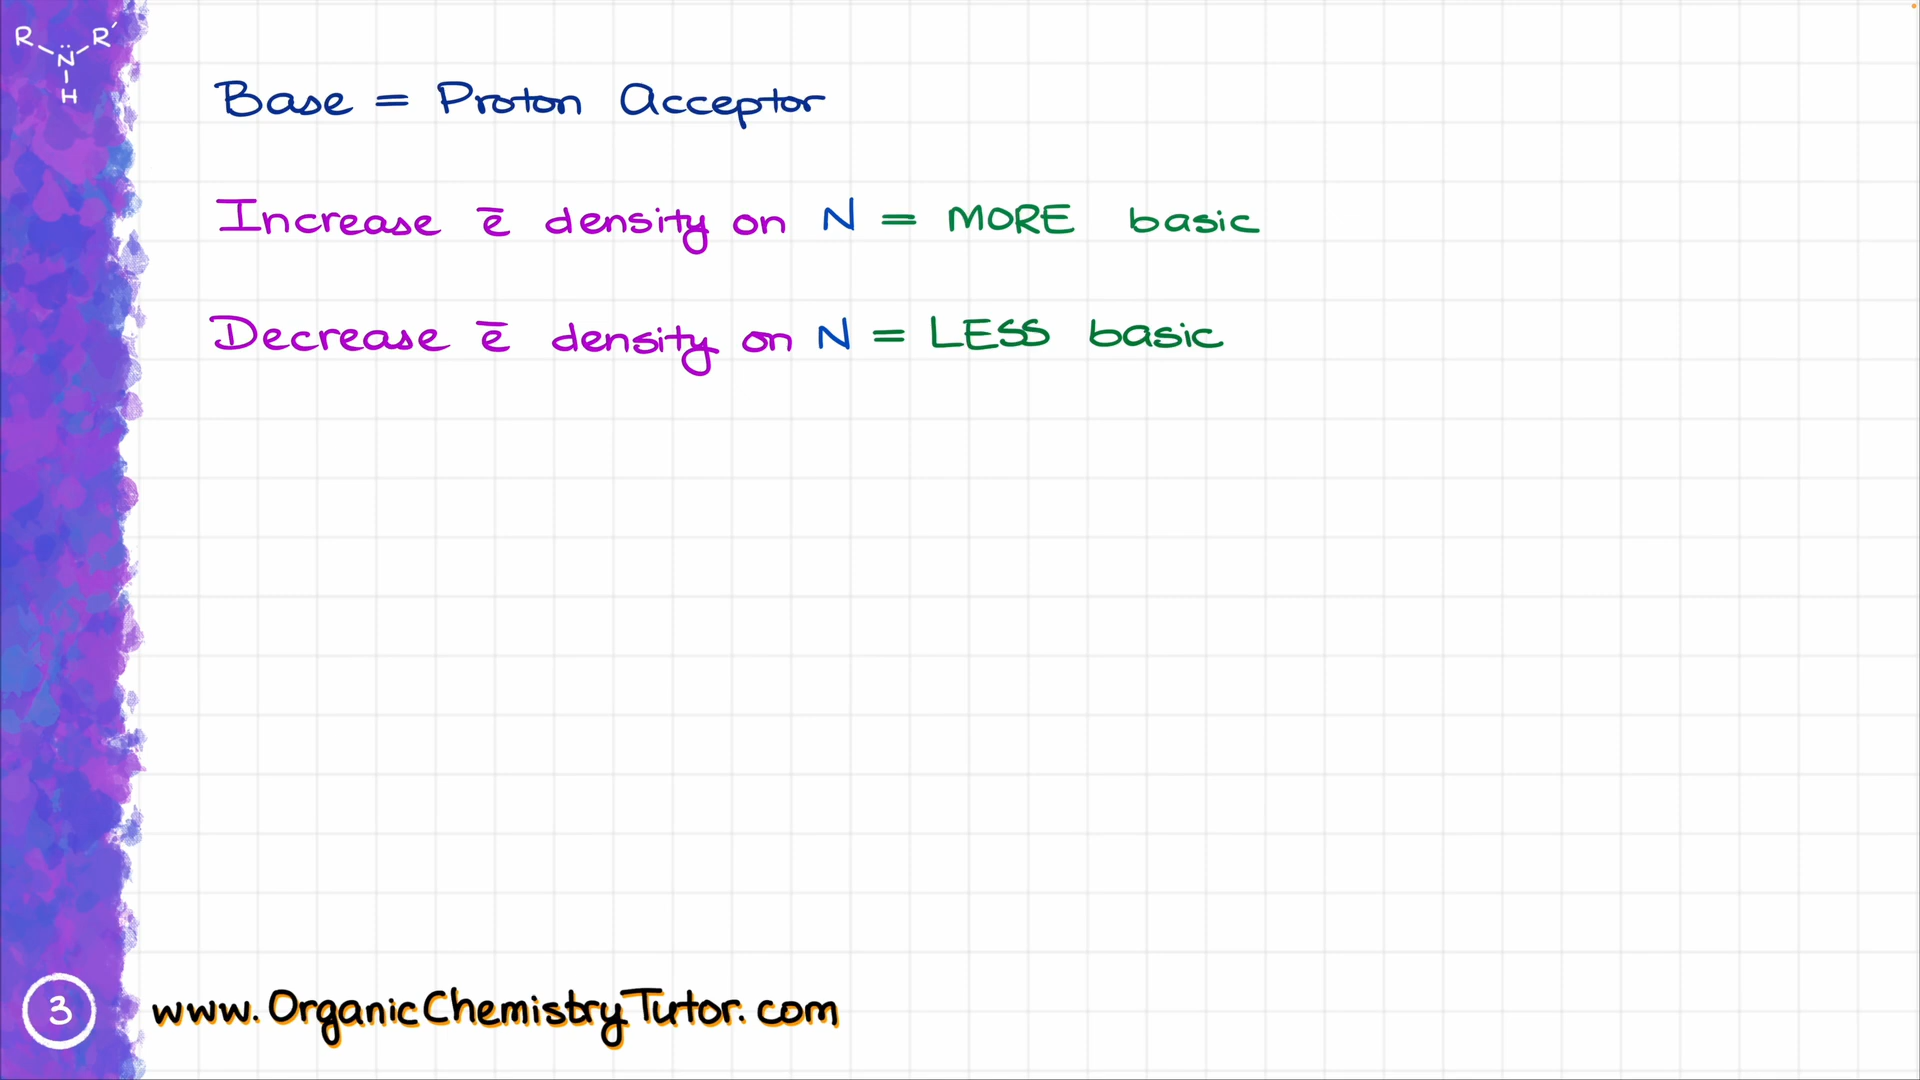 R N̈ R'
H
Base = Proton Acceptor
Increase ē density on N = MORE basic
Decrease ē density on N = LESS basic
3
www.OrganicChemistryTutor.com